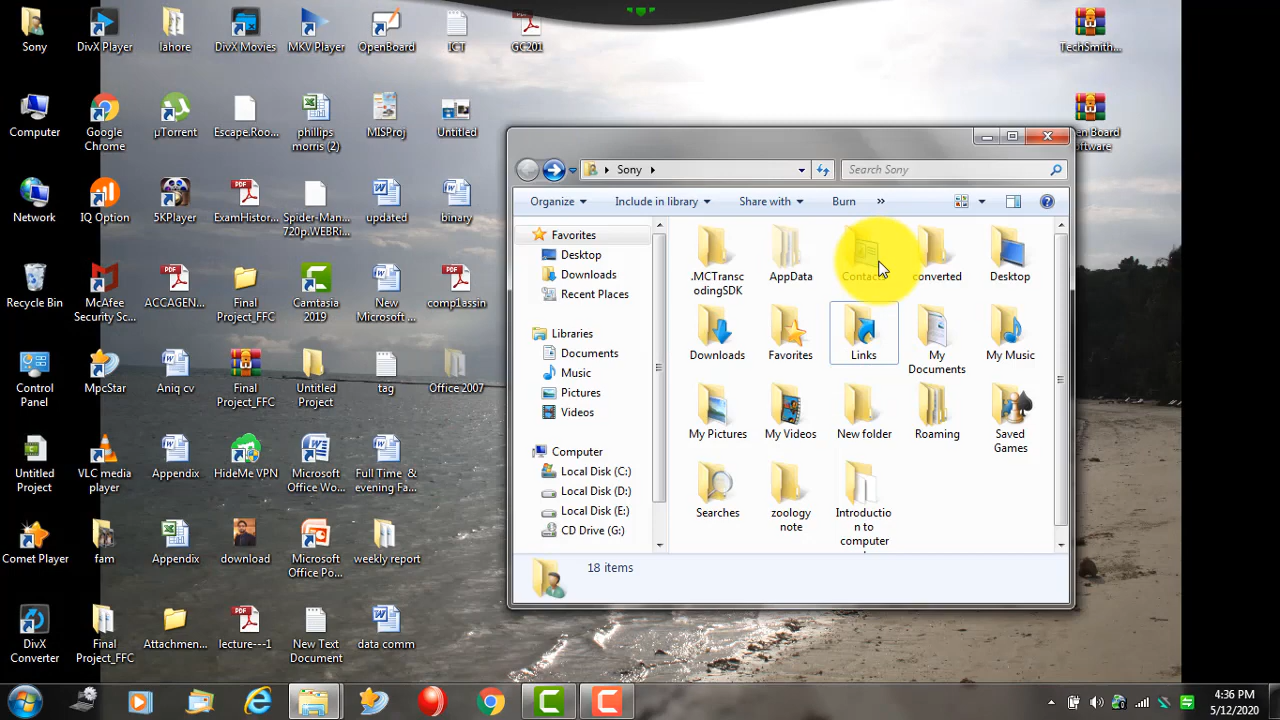 Sony
DivX Player
lahore
DivX Movies
MKV Player
OpenBoard
ICT
GC201
TechSmith...
Computer
Google
Chrome
µTorrent
Escape.Roo...
phillips
morris (2)
MISProj
Untitled
Software
Network
IQ Option
5KPlayer
ExamHistor...
Spider-Man...
720p.WEBRi...
updated
binary
Recycle Bin
McAfee
Security Sc...
ACCAGEN...
Final
Project_FFC
Camtasia
2019
New
Microsoft ...
comp1assin
Control
Panel
MpcStar
Aniq cv
Final
Project_FFC
Untitled
Project
tag
Office 2007
Untitled
Project
VLC media
player
Appendix
HideMe VPN
Microsoft
Office Wo...
Full Time_&
evening Fa...
Comet Player
fam
Appendix
download
Microsoft
Office Po...
weekly report
DivX
Converter
Final
Project_FFC
Attachmen...
lecture---1
New Text
Document
data comm
Sony
Search Sony
Organize
Include in library
Share with
Burn
»
Favorites
Desktop
Downloads
Recent Places
Libraries
Documents
Music
Pictures
Videos
Computer
Local Disk (C:)
Local Disk (D:)
Local Disk (E:)
CD Drive (G:)
.MCTransc
odingSDK
AppData
Contacts
converted
Desktop
Downloads
Favorites
Links
My
Documents
My Music
My Pictures
My Videos
New folder
Roaming
Saved
Games
Searches
zoology
note
Introductio
n to
computer
18 items
4:36 PM
5/12/2020